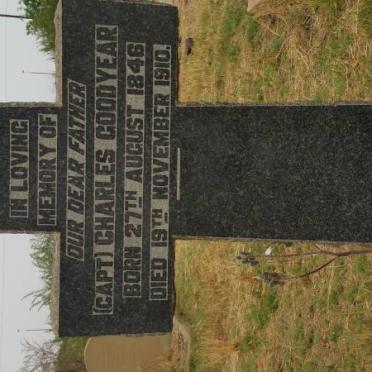 IN LOVING
MEMORY OF
OUR DEAR FATHER
(CAPT) CHARLES GOODYEAR
BORN 27TH AUGUST 1846
DIED 19TH NOVEMBER 1910.